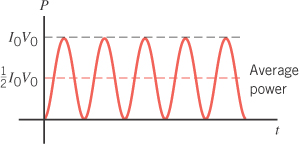 P
I₀V₀
½I₀V₀
Average
power
t